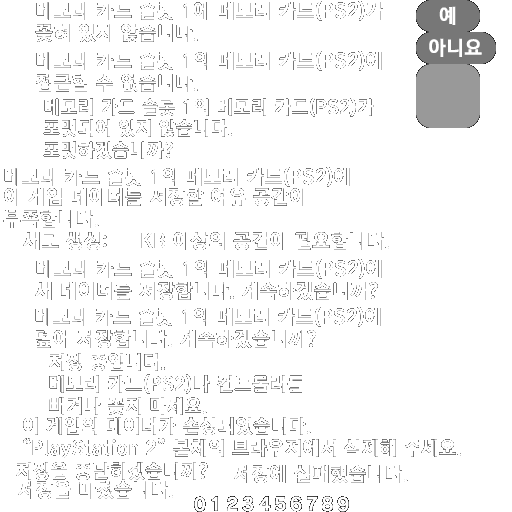 메모리 카드 슬롯 1에 메모리 카드(PS2)가
꽂혀 있지 않습니다.
메모리 카드 슬롯 1의 메모리 카드(PS2)에
접근할 수 없습니다.
메모리 카드 슬롯 1의 메모리 카드(PS2)가
포맷되어 있지 않습니다.
포맷하겠습니까?
메모리 카드 슬롯 1의 메모리 카드(PS2)에
이 게임 데이터를 저장할 여유 공간이
부족합니다.
새로 생성: KB 이상의 공간이 필요합니다.
메모리 카드 슬롯 1의 메모리 카드(PS2)에
새 데이터를 저장합니다. 계속하겠습니까?
메모리 카드 슬롯 1의 메모리 카드(PS2)에
덮어 저장합니다. 계속하겠습니까?
저장 중입니다.
메모리 카드(PS2)나 컨트롤러를
빼거나 꽂지 마세요.
이 게임의 데이터가 손상되었습니다.
“PlayStation 2” 본체의 브라우저에서 삭제해 주세요.
저장을 중단하겠습니까? 저장에 실패했습니다.
저장을 마쳤습니다.
0123456789
예
아니요